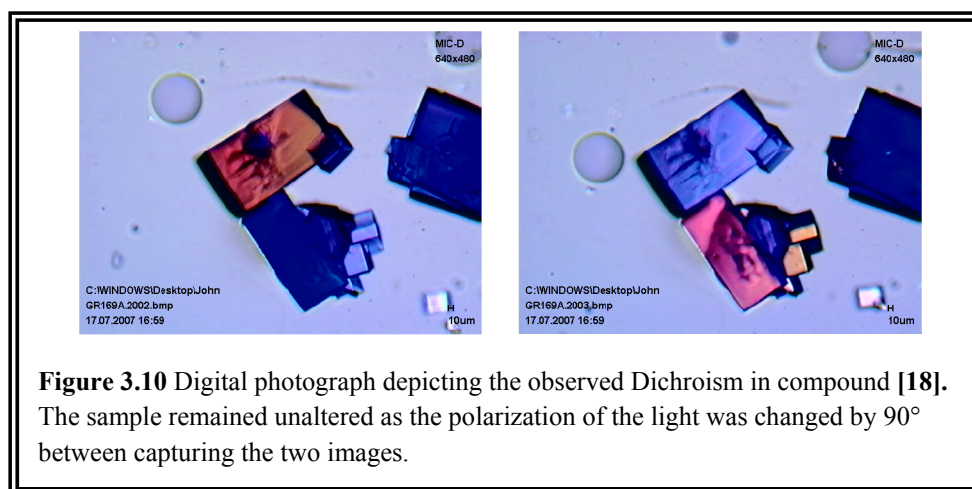 MIC-D
640x480
C:\WINDOWS\Desktop\John
GR169A.2002.bmp
17.07.2007 16:59
H
10um
MIC-D
640x480
C:\WINDOWS\Desktop\John
GR169A.2003.bmp
17.07.2007 16:59
H
10um
Figure 3.10 Digital photograph depicting the observed Dichroism in compound [18].
The sample remained unaltered as the polarization of the light was changed by 90°
between capturing the two images.